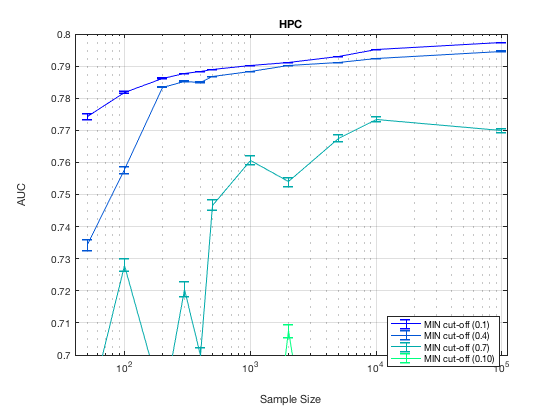 HPC
0.8
0.79
0.78
0.77
0.76
0.75
0.74
0.73
0.72
0.71
0.7
AUC
10^2
10^3
10^4
10^5
Sample Size
MIN cut-off (0.1)
MIN cut-off (0.4)
MIN cut-off (0.7)
MIN cut-off (0.10)